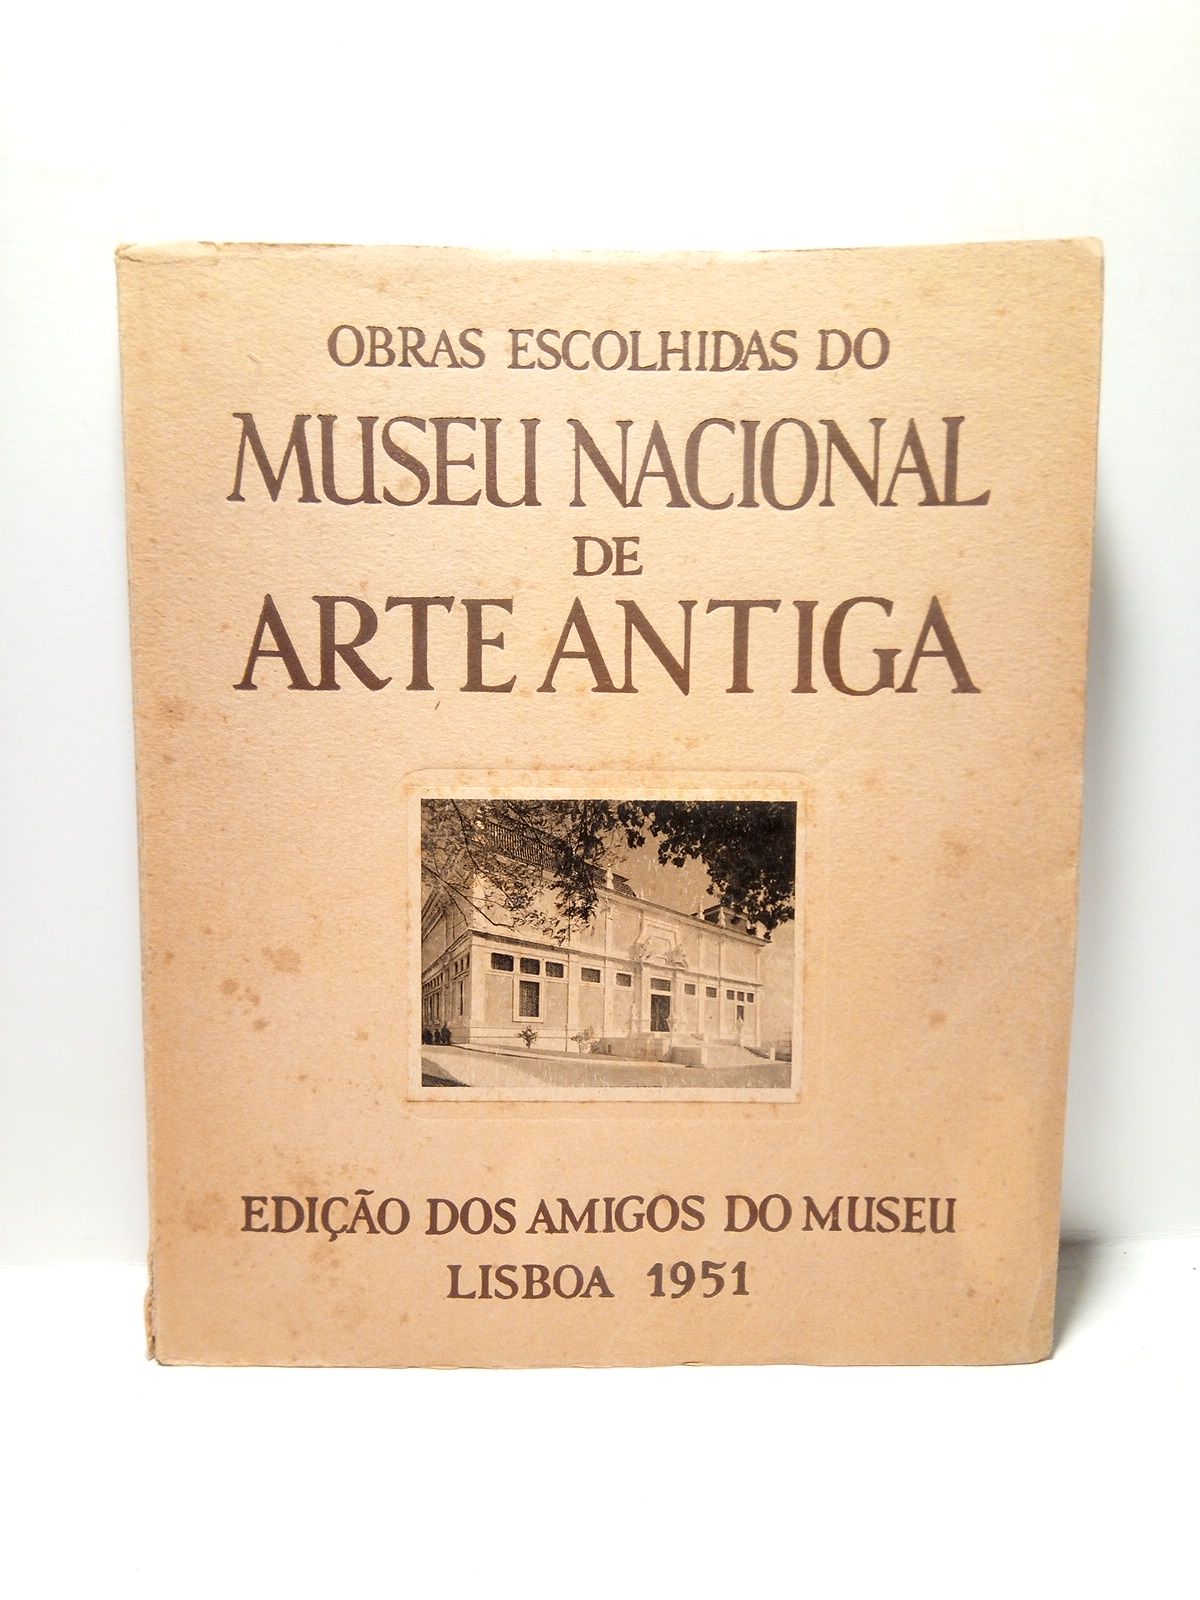 OBRAS ESCOLHIDAS DO
MUSEU NACIONAL
DE
ARTE ANTIGA
EDIÇÃO DOS AMIGOS DO MUSEU
LISBOA 1951